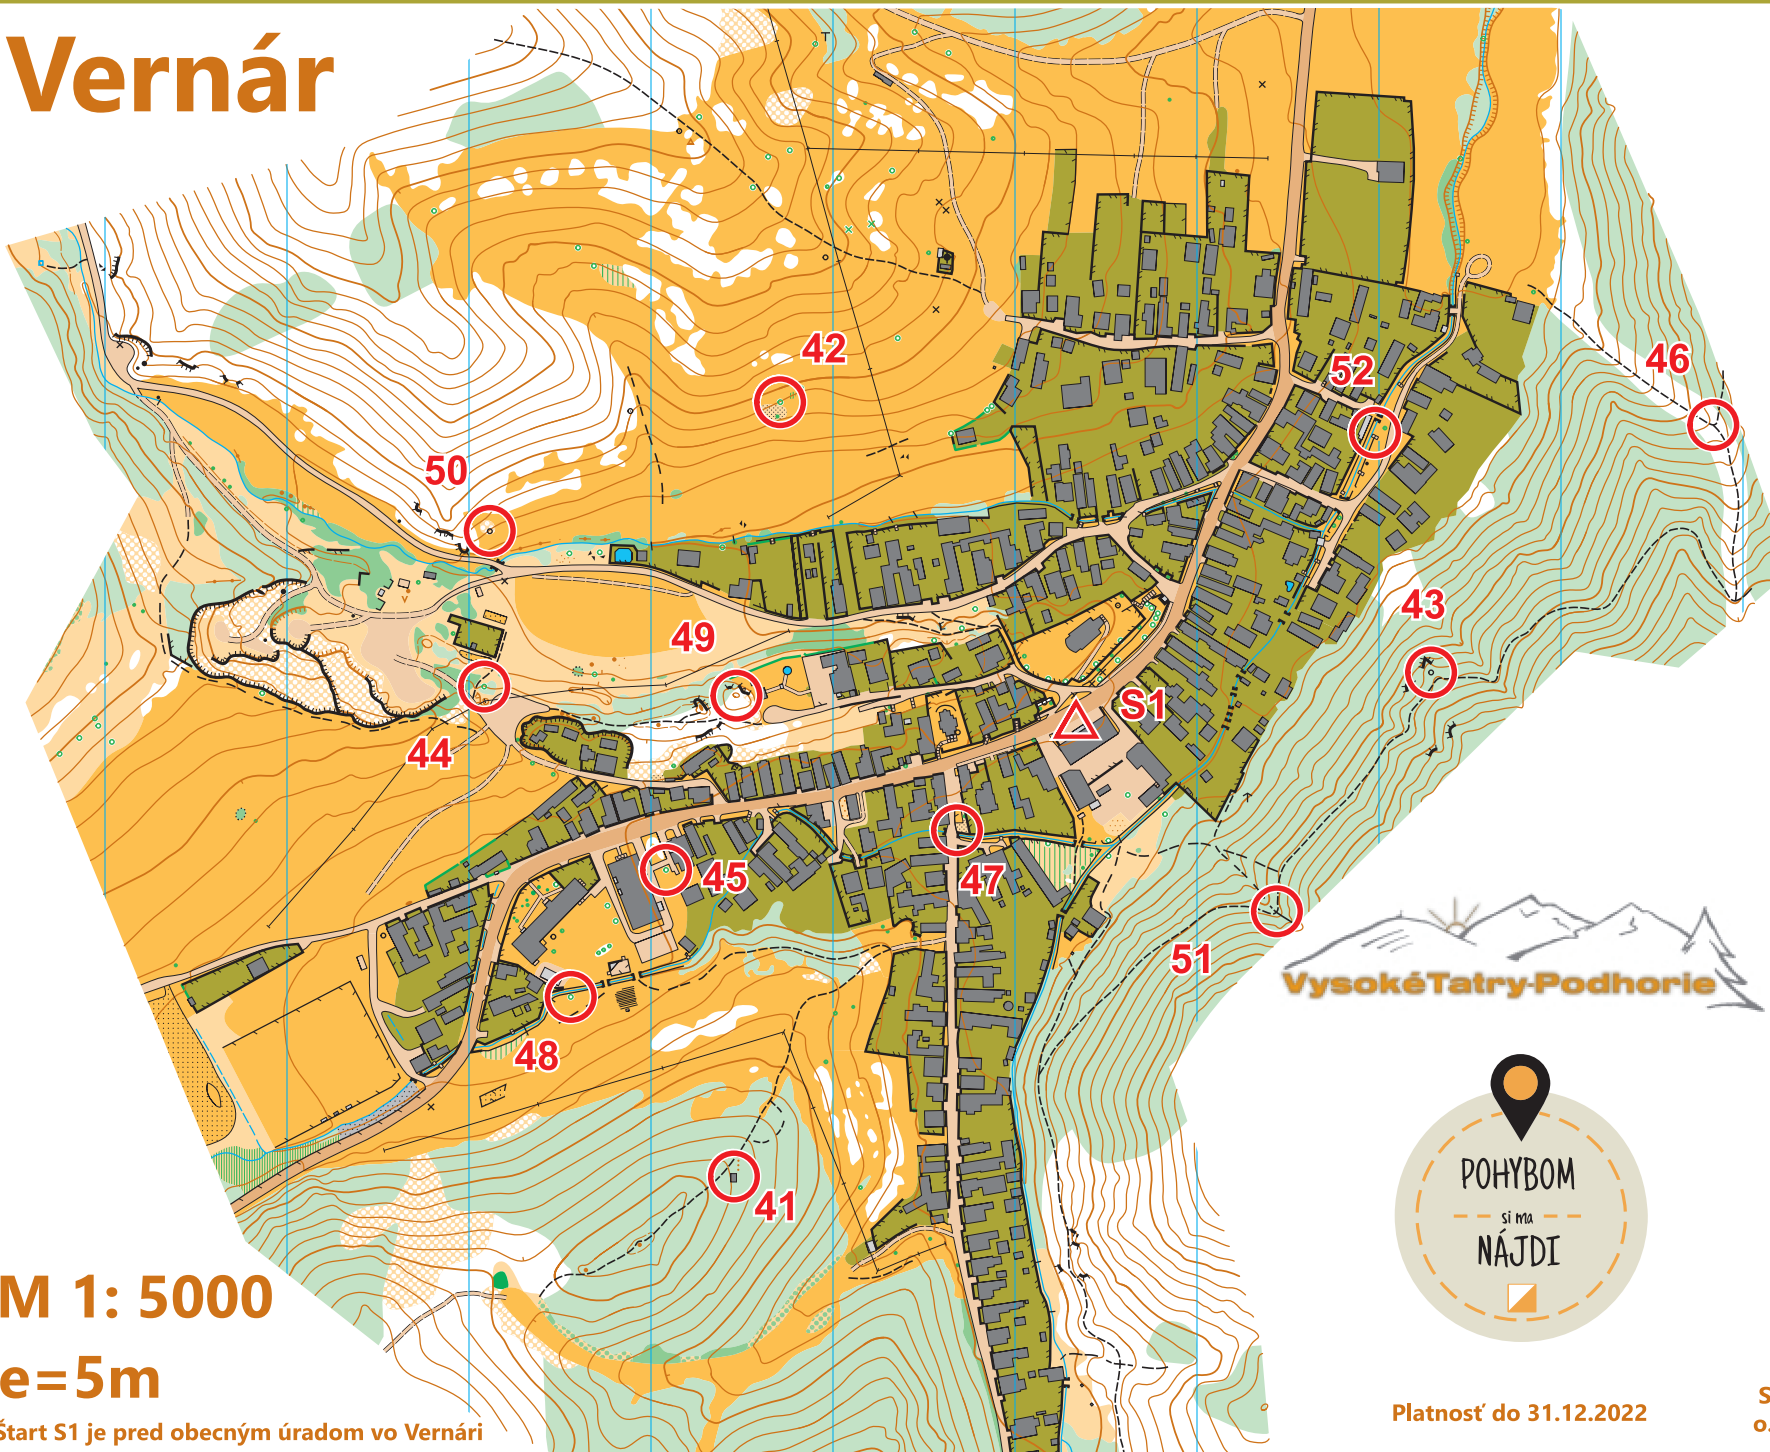 Vernár
42
52
46
50
43
49
S1
44
45
47
51
48
41
VysokéTatry-Podhorie
POHYBOM
si ma
NÁJDI
M 1: 5000
e=5m
Štart S1 je pred obecným úradom vo Vernári
Platnosť do 31.12.2022
S
o.